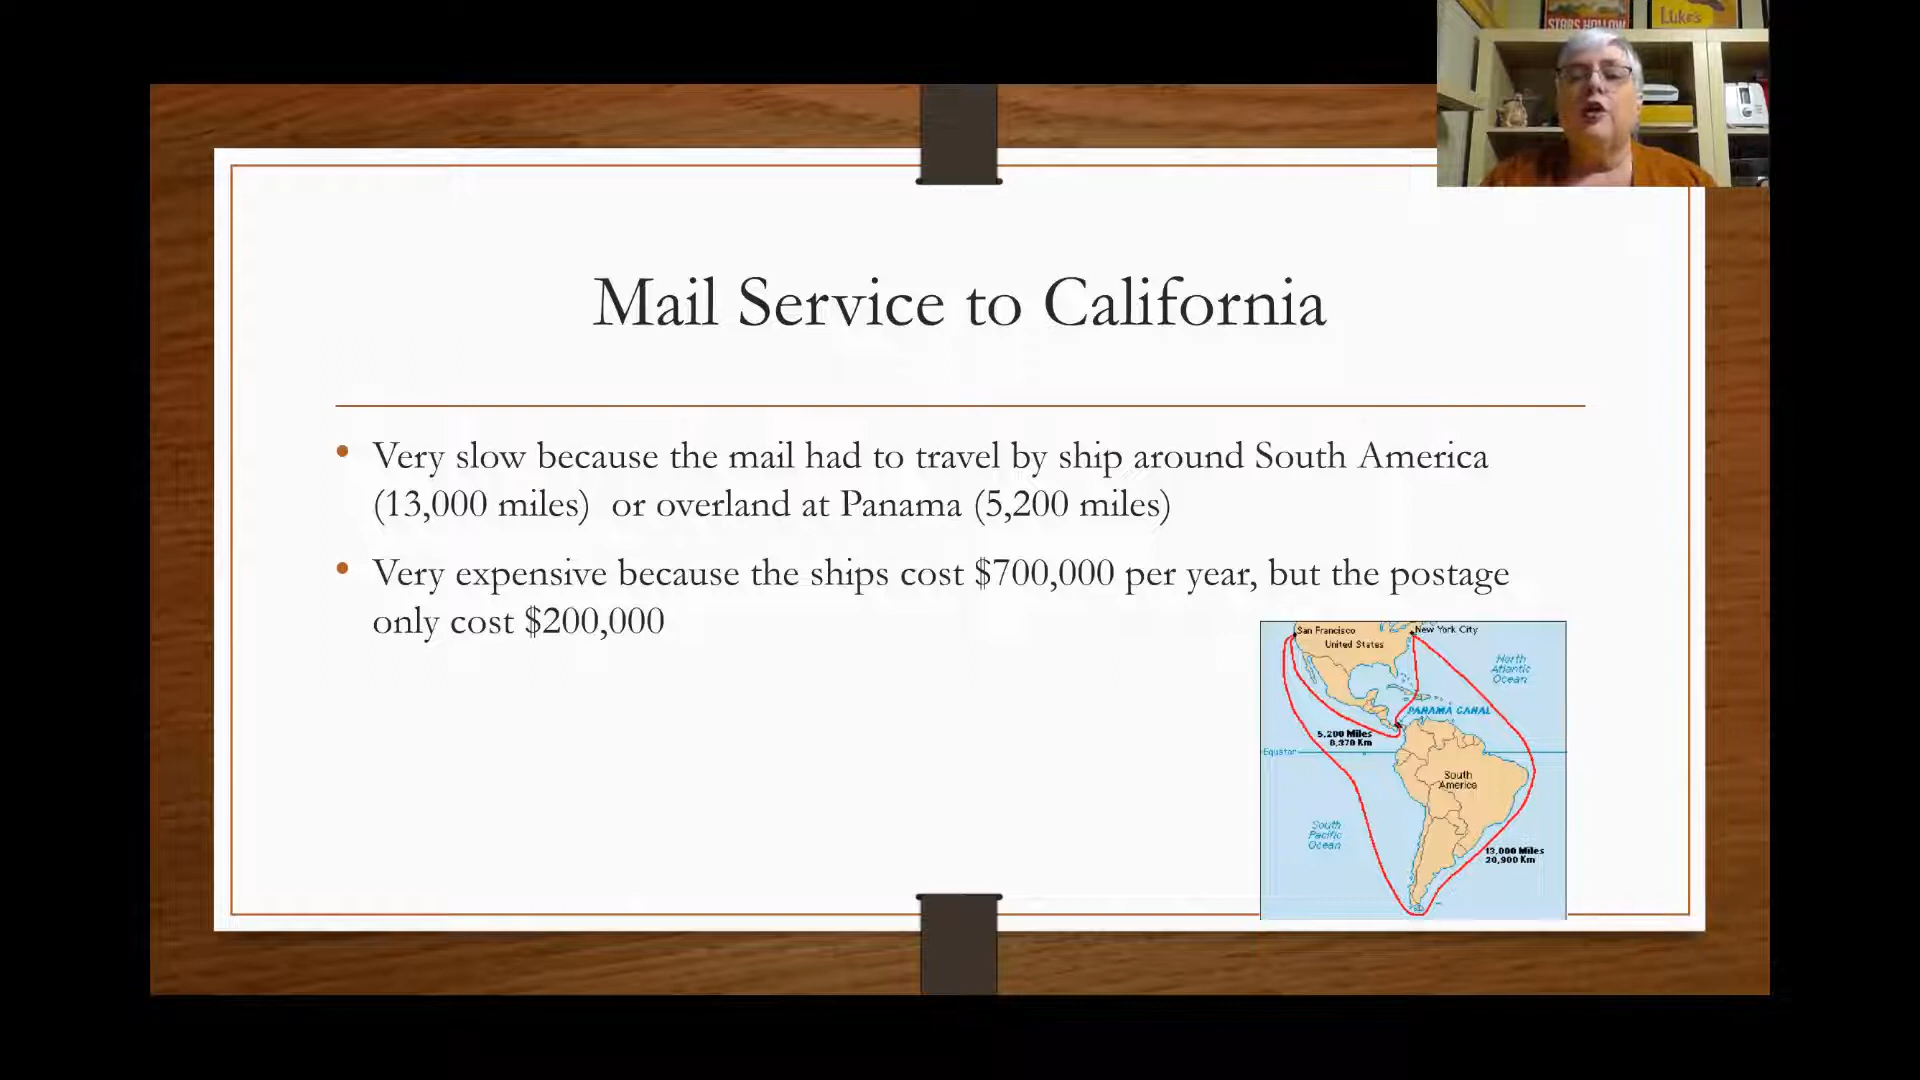 STARS HOLLOW
Luke's
Mail Service to California
• Very slow because the mail had to travel by ship around South America
(13,000 miles) or overland at Panama (5,200 miles)
• Very expensive because the ships cost $700,000 per year, but the postage
only cost $200,000
San Francisco
New York City
United States
North
Atlantic
Ocean
PANAMA CANAL
5,200 Miles
8,370 Km
Equator
South
America
South
Pacific
Ocean
13,000 Miles
20,900 Km